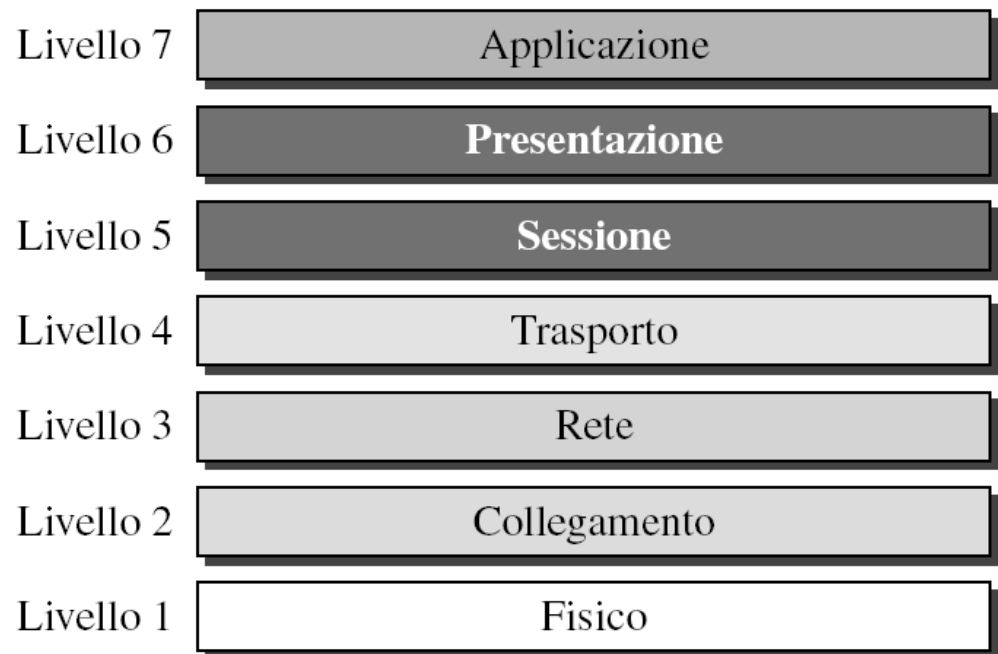 Livello 7 Applicazione
Livello 6 Presentazione
Livello 5 Sessione
Livello 4 Trasporto
Livello 3 Rete
Livello 2 Collegamento
Livello 1 Fisico